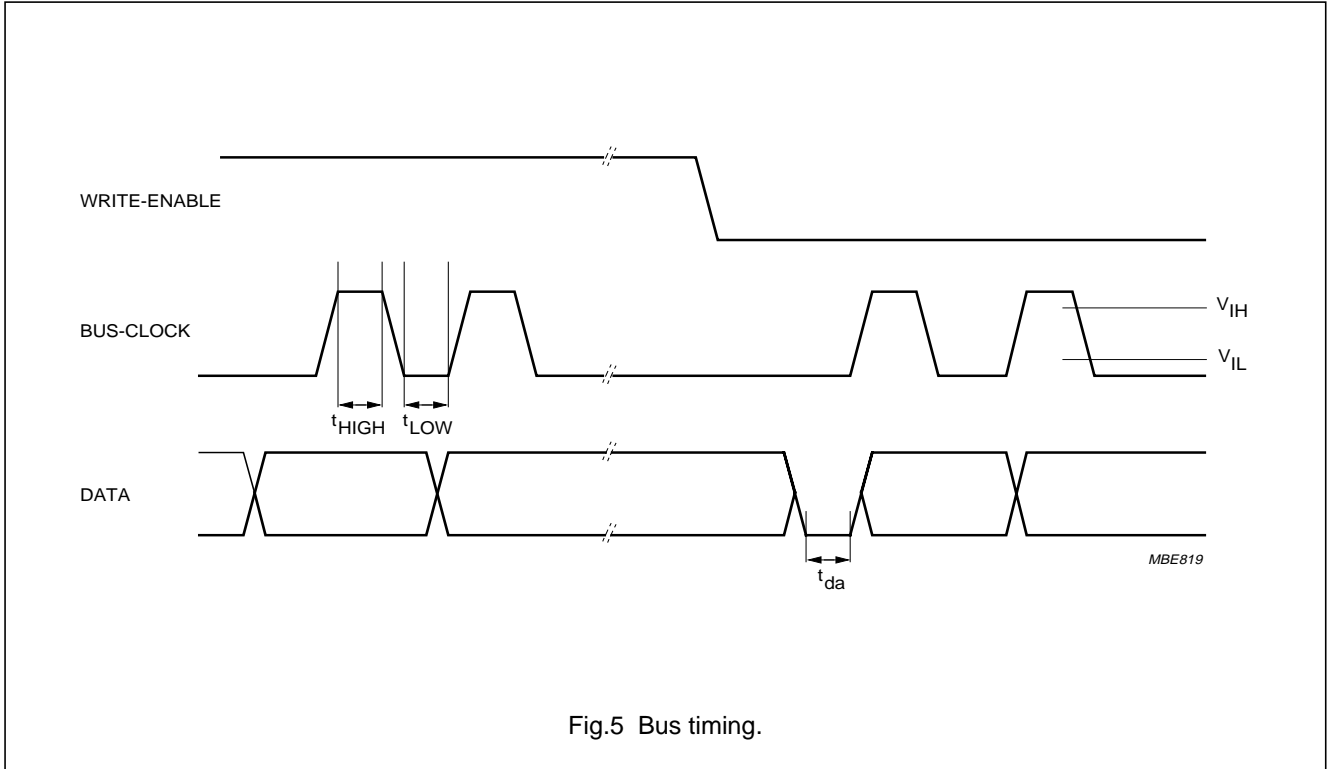 WRITE-ENABLE
BUS-CLOCK
VIH
VIL
tHIGH
tLOW
DATA
MBE819
tda
Fig.5 Bus timing.